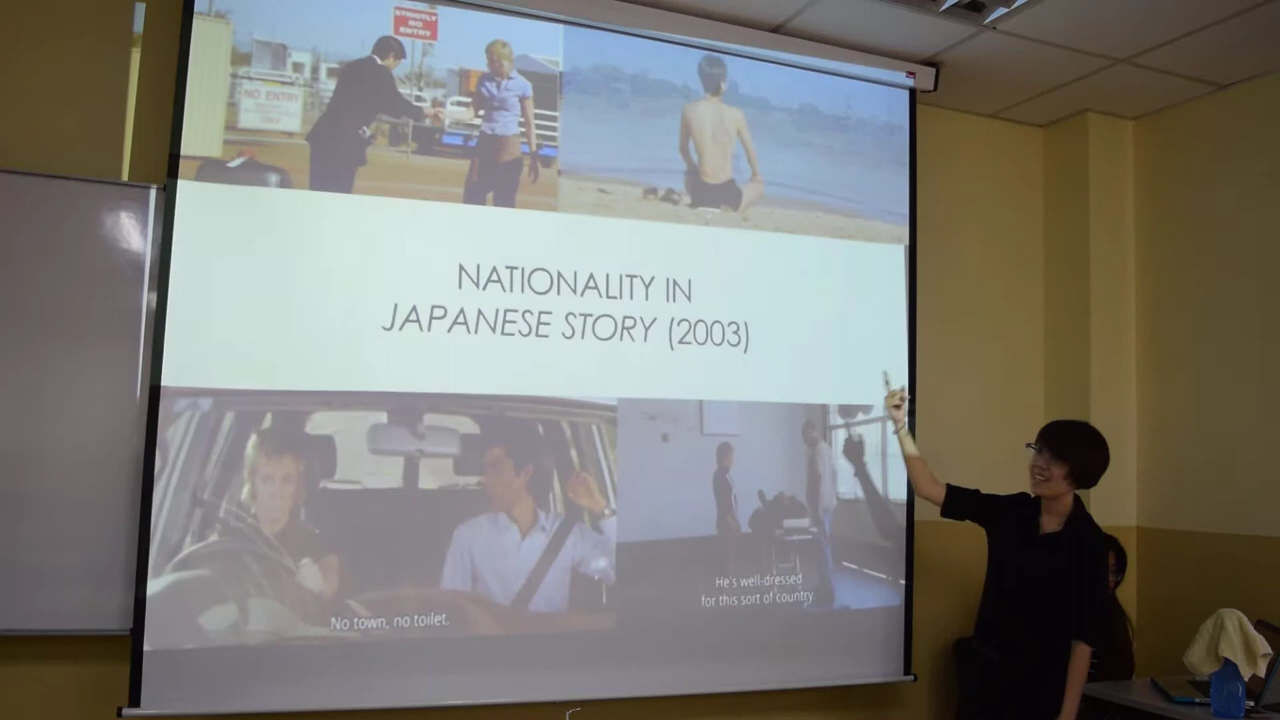 STRICTLY
NO
ENTRY
NO ENTRY
NATIONALITY IN
JAPANESE STORY (2003)
No town, no toilet.
He's well-dressed
for this sort of country.